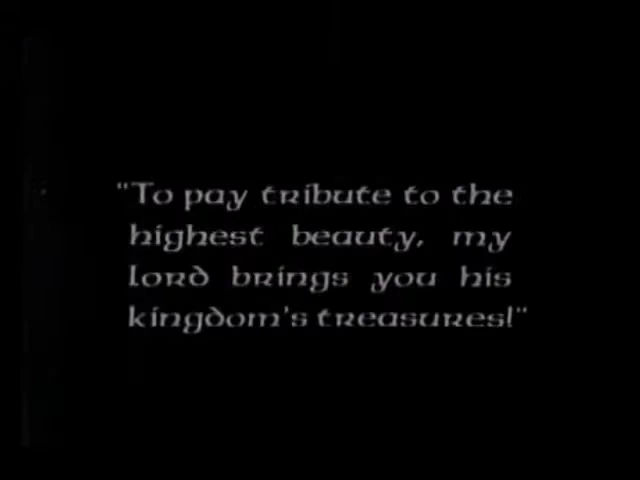 "To pay tribute to the
highest beauty, my
lord brings you his
kingdom's treasures!"